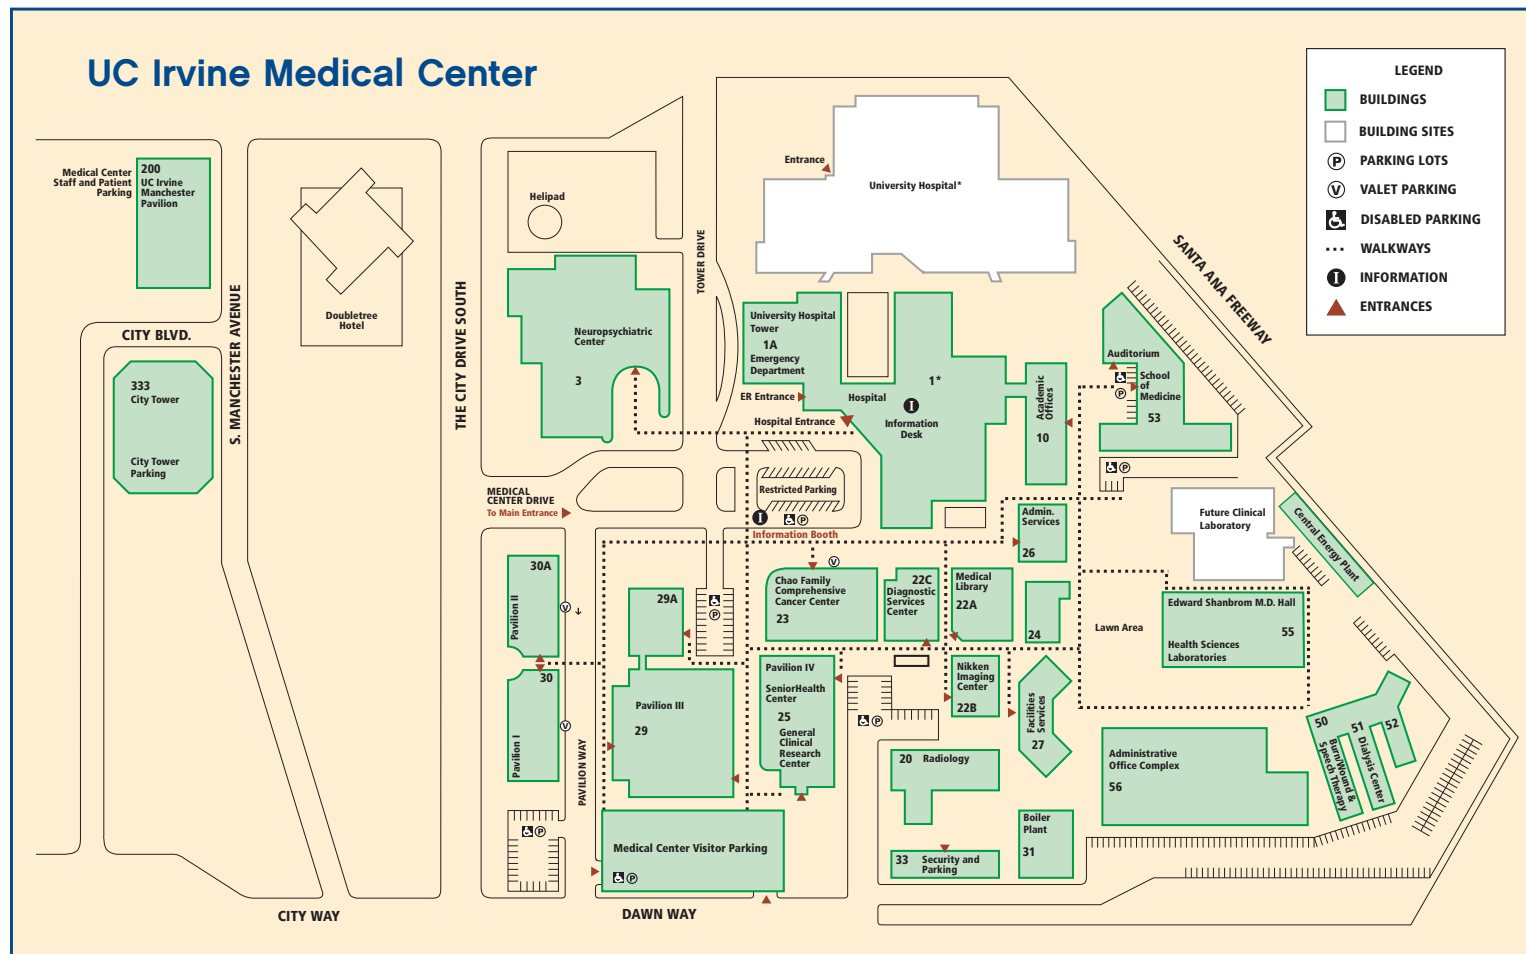 UC Irvine Medical Center
LEGEND
BUILDINGS
BUILDING SITES
P PARKING LOTS
V VALET PARKING
DISABLED PARKING
WALKWAYS
I INFORMATION
ENTRANCES
Medical Center
Staff and Patient
Parking
200
UC Irvine
Manchester
Pavilion
CITY BLVD.
S. MANCHESTER AVENUE
333
City Tower
City Tower
Parking
Doubletree
Hotel
THE CITY DRIVE SOUTH
CITY WAY
Helipad
TOWER DRIVE
Neuropsychiatric
Center
3
Entrance
University Hospital*
SANTA ANA FREEWAY
University Hospital
Tower
1A
Emergency
Department
ER Entrance
Hospital Entrance
Hospital
1*
I
Information
Desk
Academic
Offices
10
Auditorium
P
School
of
Medicine
53
P
MEDICAL
CENTER DRIVE
To Main Entrance
Restricted Parking
I
P
Information Booth
Admin.
Services
26
Future Clinical
Laboratory
Central Energy Plant
30A
Pavilion II
V
30
Pavilion I
V
P
PAVILION WAY
29A
P
Pavilion III
29
V
Chao Family
Comprehensive
Cancer Center
23
22C
Diagnostic
Services
Center
Medical
Library
22A
24
Lawn Area
Edward Shanbrom M.D. Hall
55
Health Sciences
Laboratories
Pavilion IV
SeniorHealth
Center
25
General
Clinical
Research
Center
P
Nikken
Imaging
Center
22B
Facilities
Services
27
20 Radiology
Administrative
Office Complex
56
50
Burn/Wound &
Speech Therapy
51
Dialysis Center
52
Boiler
Plant
31
33 Security and
Parking
Medical Center Visitor Parking
P
DAWN WAY